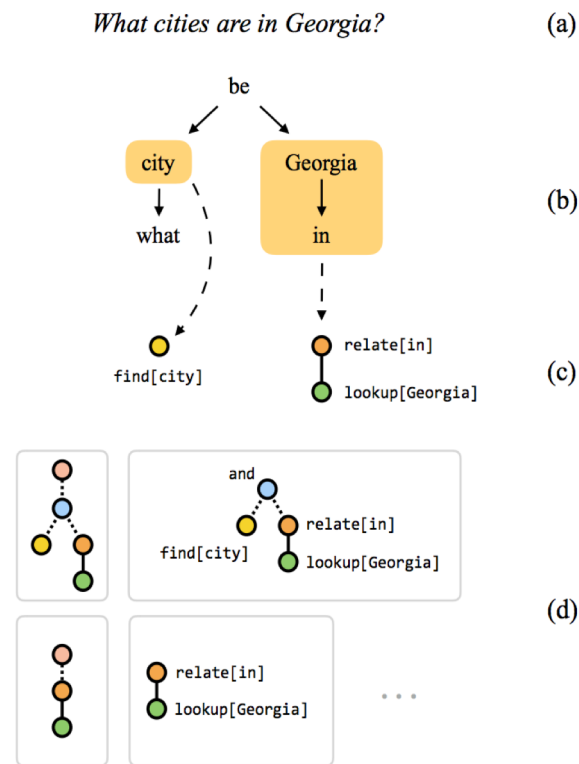 What cities are in Georgia? (a)
be
city Georgia
(b)
what in
relate[in]
find[city] (c)
lookup[Georgia]
and
relate[in]
find[city]
lookup[Georgia]
(d)
relate[in]
...
lookup[Georgia]